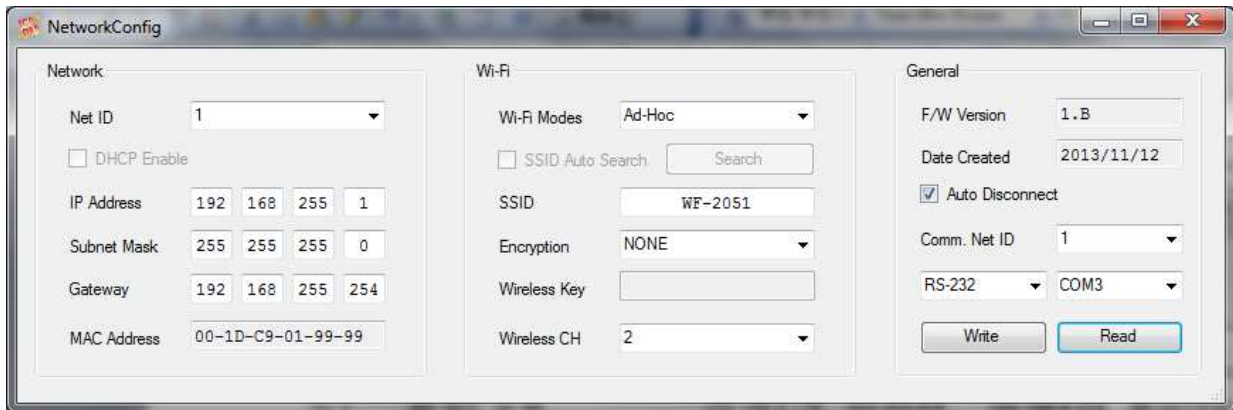 NetworkConfig
Network
Net ID 1
DHCP Enable
IP Address 192 168 255 1
Subnet Mask 255 255 255 0
Gateway 192 168 255 254
MAC Address 00-1D-C9-01-99-99
Wi-Fi
Wi-Fi Modes Ad-Hoc
SSID Auto Search Search
SSID WF-2051
Encryption NONE
Wireless Key
Wireless CH 2
General
F/W Version 1.B
Date Created 2013/11/12
Auto Disconnect
Comm. Net ID 1
RS-232 COM3
Write Read